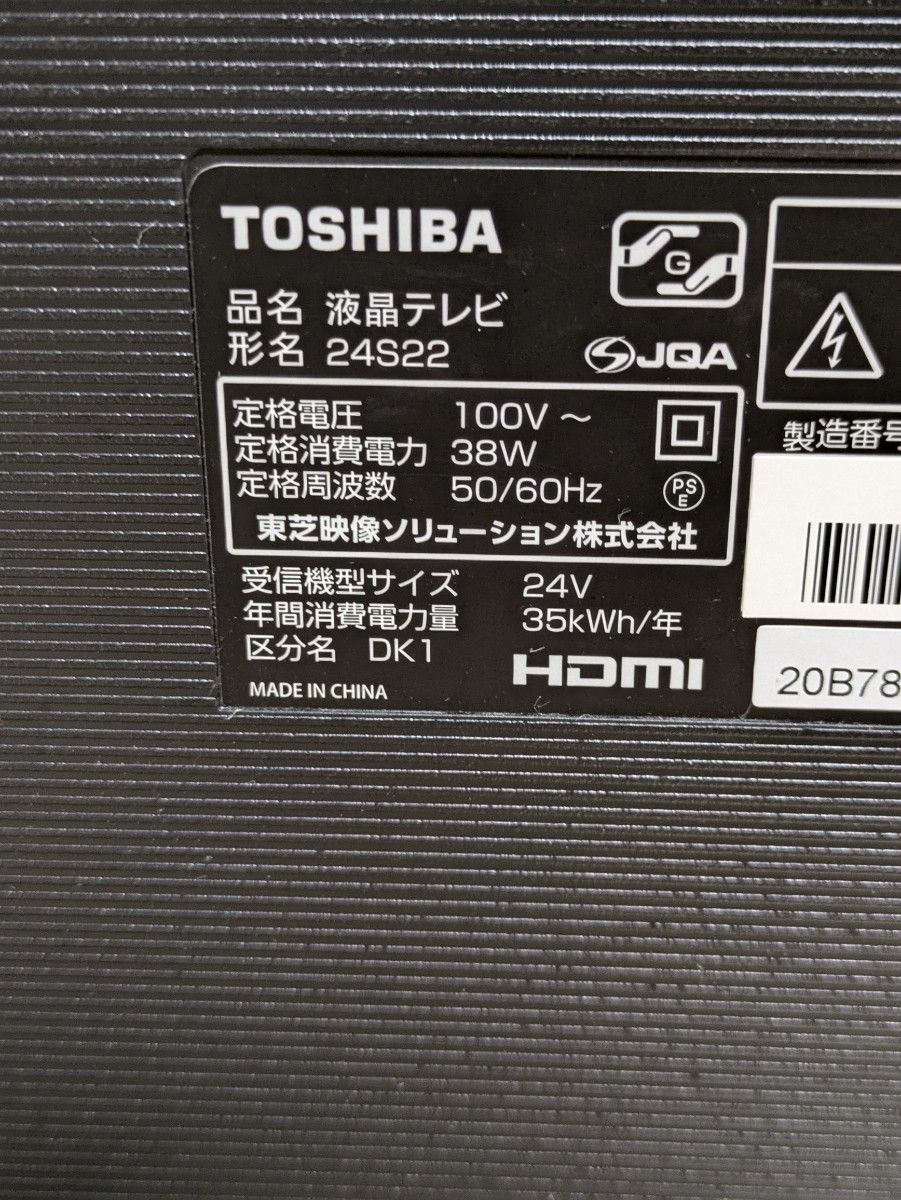 TOSHIBA
G
品名 液晶テレビ
形名 24S22
JQA
定格電圧 100V ～
定格消費電力 38W
定格周波数 50/60Hz
PS
E
東芝映像ソリューション株式会社
受信機型サイズ 24V
年間消費電力量 35kWh/年
区分名 DK1
HDMI
MADE IN CHINA
製造番号
20B78